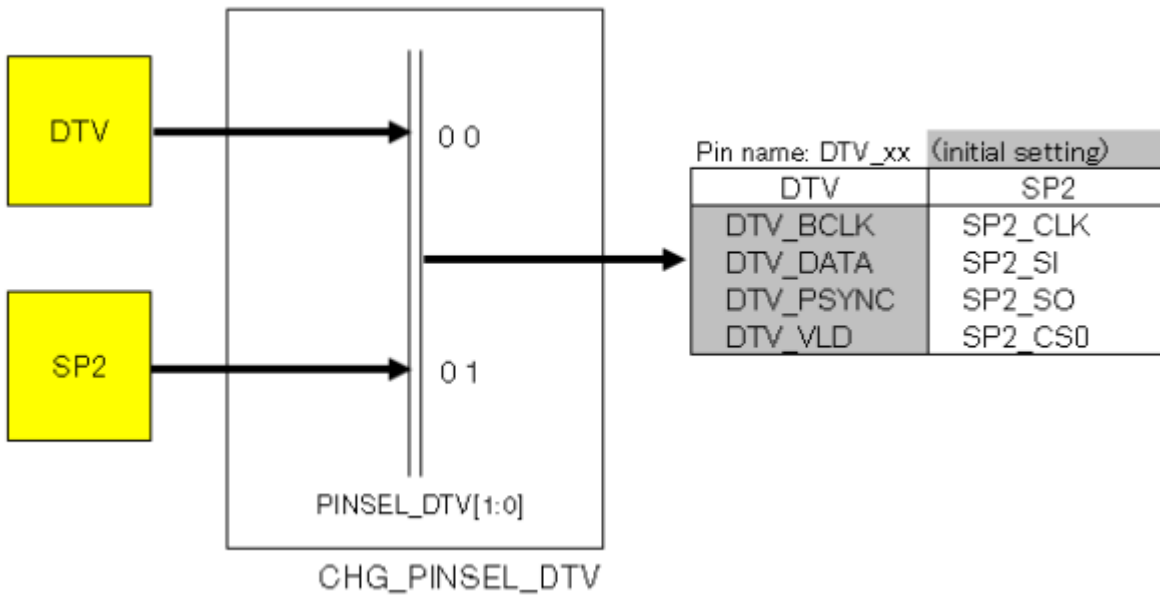 DTV
0 0
SP2
0 1
PINSEL_DTV[1:0]
CHG_PINSEL_DTV
Pin name: DTV_xx (initial setting)
DTV SP2
DTV_BCLK SP2_CLK
DTV_DATA SP2_SI
DTV_PSYNC SP2_SO
DTV_VLD SP2_CS0